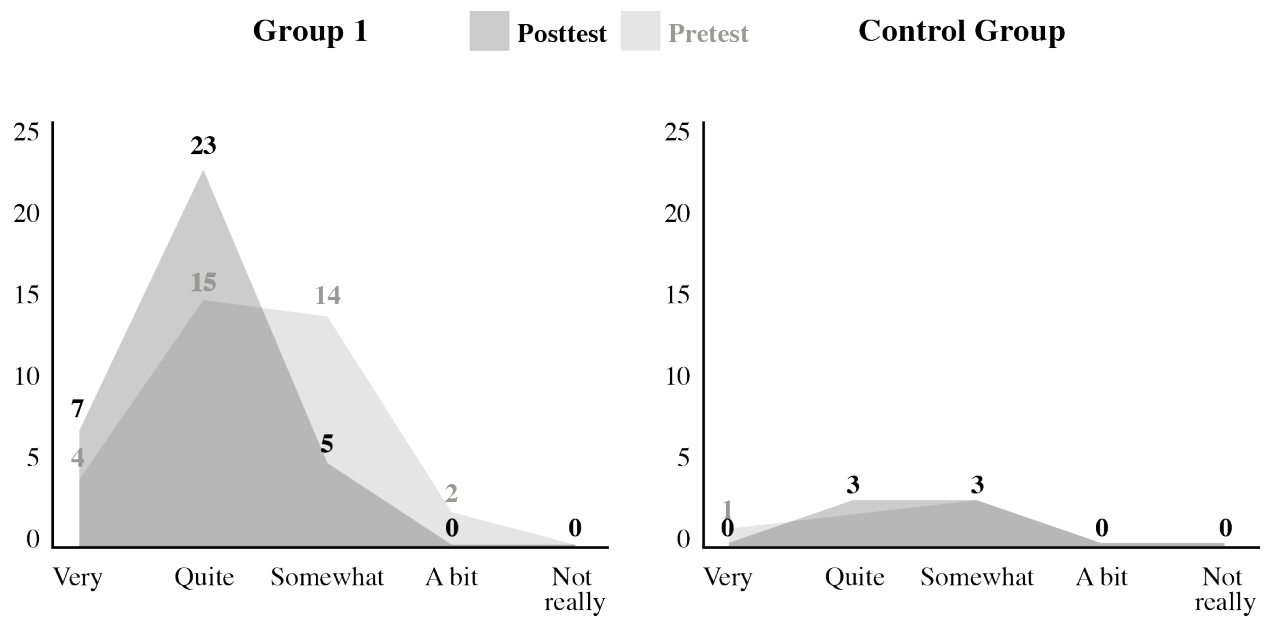 Group 1
Posttest
Pretest
Control Group
25
20
15
10
5
0
23
15
14
7
4
5
2
0
0
Very
Quite
Somewhat
A bit
Not
really
25
20
15
10
5
0
1
0
3
3
0
0
Very
Quite
Somewhat
A bit
Not
really